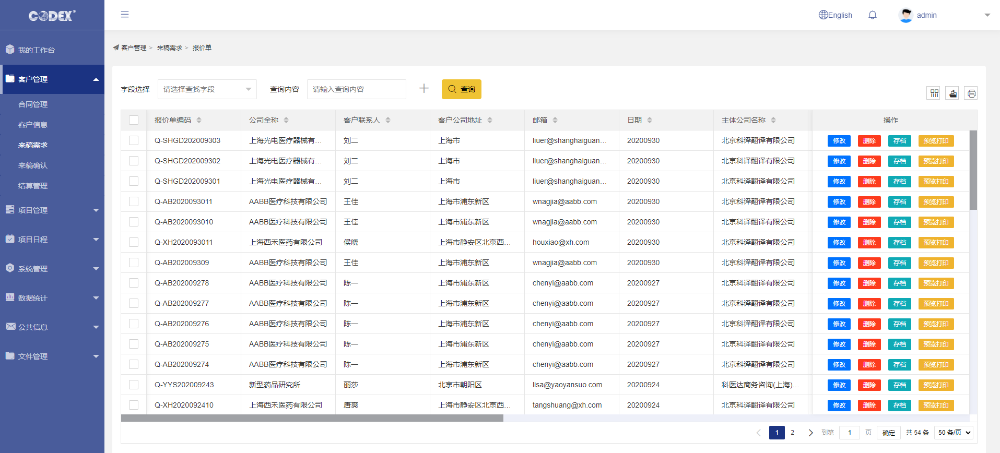 CODEX®
English
admin
我的工作台
客户管理
合同管理
客户信息
来稿需求
来稿确认
结算管理
项目管理
项目日程
系统管理
数据统计
公共信息
文件管理
客户管理 > 来稿需求 > 报价单
字段选择 请选择查找字段 查询内容 请输入查询内容 查询
报价单编码 公司全称 客户联系人 客户公司地址 邮箱 日期 主体公司名称 操作
Q-SHGD202009303 上海光电医疗器械有… 刘二 上海市 liuer@shanghaiguan… 20200930 北京科译翻译有限公司 修改 删除 存档 预览打印
Q-SHGD202009302 上海光电医疗器械有… 刘二 上海市 liuer@shanghaiguan… 20200930 北京科译翻译有限公司 修改 删除 存档 预览打印
Q-SHGD202009301 上海光电医疗器械有… 刘二 上海市 liuer@shanghaiguan… 20200930 北京科译翻译有限公司 修改 删除 存档 预览打印
Q-AB2020093011 AABB医疗科技有限公司 王佳 上海市浦东新区 wnagjia@aabb.com 20200930 北京科译翻译有限公司 修改 删除 存档 预览打印
Q-AB2020093010 AABB医疗科技有限公司 王佳 上海市浦东新区 wnagjia@aabb.com 20200930 北京科译翻译有限公司 修改 删除 存档 预览打印
Q-XH2020093011 上海西禾医药有限公司 侯晓 上海市静安区北京西… houxiao@xh.com 20200930 北京科译翻译有限公司 修改 删除 存档 预览打印
Q-AB202009309 AABB医疗科技有限公司 王佳 上海市浦东新区 wnagjia@aabb.com 20200930 北京科译翻译有限公司 修改 删除 存档 预览打印
Q-AB202009278 AABB医疗科技有限公司 陈一 上海市浦东新区 chenyi@aabb.com 20200927 北京科译翻译有限公司 修改 删除 存档 预览打印
Q-AB202009277 AABB医疗科技有限公司 陈一 上海市浦东新区 chenyi@aabb.com 20200927 北京科译翻译有限公司 修改 删除 存档 预览打印
Q-AB202009276 AABB医疗科技有限公司 陈一 上海市浦东新区 chenyi@aabb.com 20200927 北京科译翻译有限公司 修改 删除 存档 预览打印
Q-AB202009275 AABB医疗科技有限公司 陈一 上海市浦东新区 chenyi@aabb.com 20200927 北京科译翻译有限公司 修改 删除 存档 预览打印
Q-AB202009274 AABB医疗科技有限公司 陈一 上海市浦东新区 chenyi@aabb.com 20200927 北京科译翻译有限公司 修改 删除 存档 预览打印
Q-YYS202009243 新型药品研究所 丽莎 北京市朝阳区 lisa@yaoyansuo.com 20200924 科医达商务咨询(上海)… 修改 删除 存档 预览打印
Q-XH2020092410 上海西禾医药有限公司 唐爽 上海市静安区北京西… tangshuang@xh.com 20200924 北京科译翻译有限公司 修改 删除 存档 预览打印
1 2 到第 1 页 确定 共 54 条 50 条/页